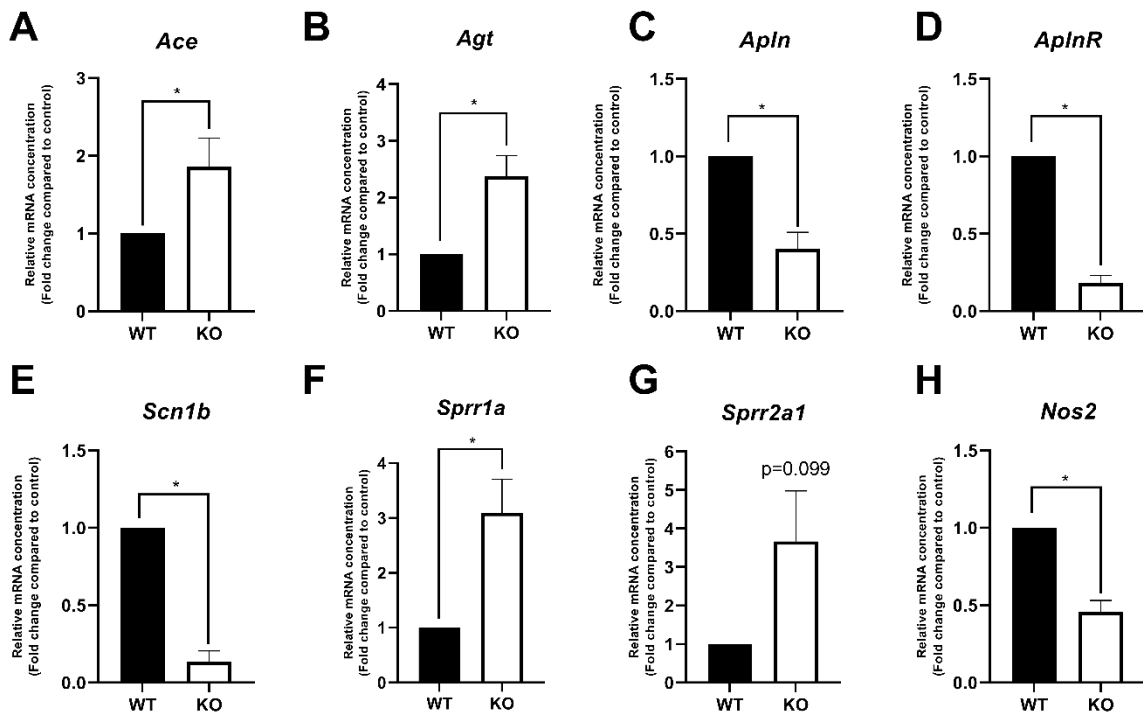 A
Ace
Relative mRNA concentration
(Fold change compared to control)
3
2
1
0
*
WT
KO
B
Agt
Relative mRNA concentration
(Fold change compared to control)
4
3
2
1
0
*
WT
KO
C
Apln
Relative mRNA concentration
(Fold change compared to control)
1.5
1.0
0.5
0.0
*
WT
KO
D
AplnR
Relative mRNA concentration
(Fold change compared to control)
1.5
1.0
0.5
0.0
*
WT
KO
E
Scn1b
Relative mRNA concentration
(Fold change compared to control)
1.5
1.0
0.5
0.0
*
WT
KO
F
Sprr1a
Relative mRNA concentration
(Fold change compared to control)
4
3
2
1
0
*
WT
KO
G
Sprr2a1
Relative mRNA concentration
(Fold change compared to control)
6
5
4
3
2
1
0
p=0.099
WT
KO
H
Nos2
Relative mRNA concentration
(Fold change compared to control)
1.5
1.0
0.5
0.0
*
WT
KO